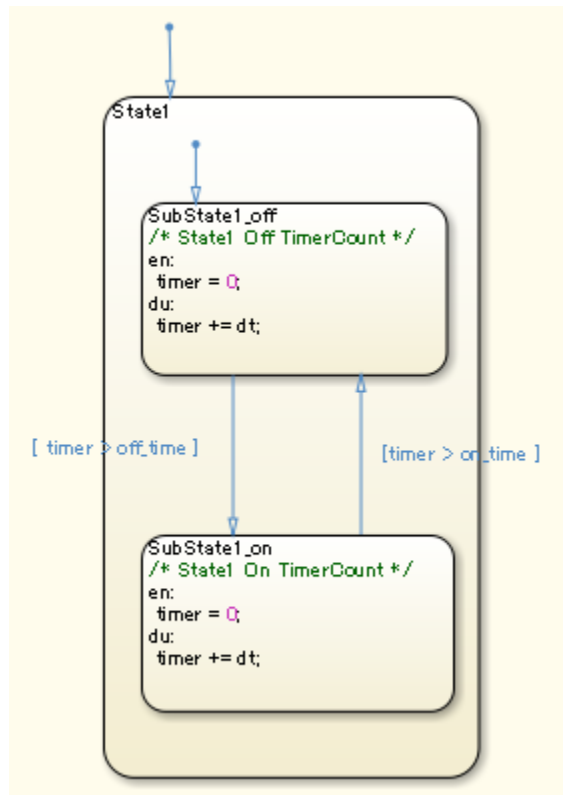 State1
SubState1_off
/* State1 Off TimerCount */
en:
timer = 0;
du:
timer += dt;
[ timer > off_time ]
[timer > on_time ]
SubState1_on
/* State1 On TimerCount */
en:
timer = 0;
du:
timer += dt;